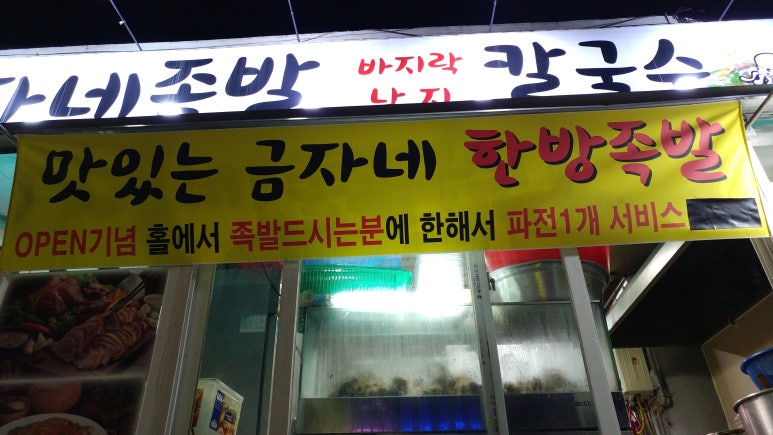 자네족발 바지락 칼국수
낙지
맛있는 금자네 한방족발
OPEN기념 홀에서 족발드시는분에 한해서 파전1개 서비스